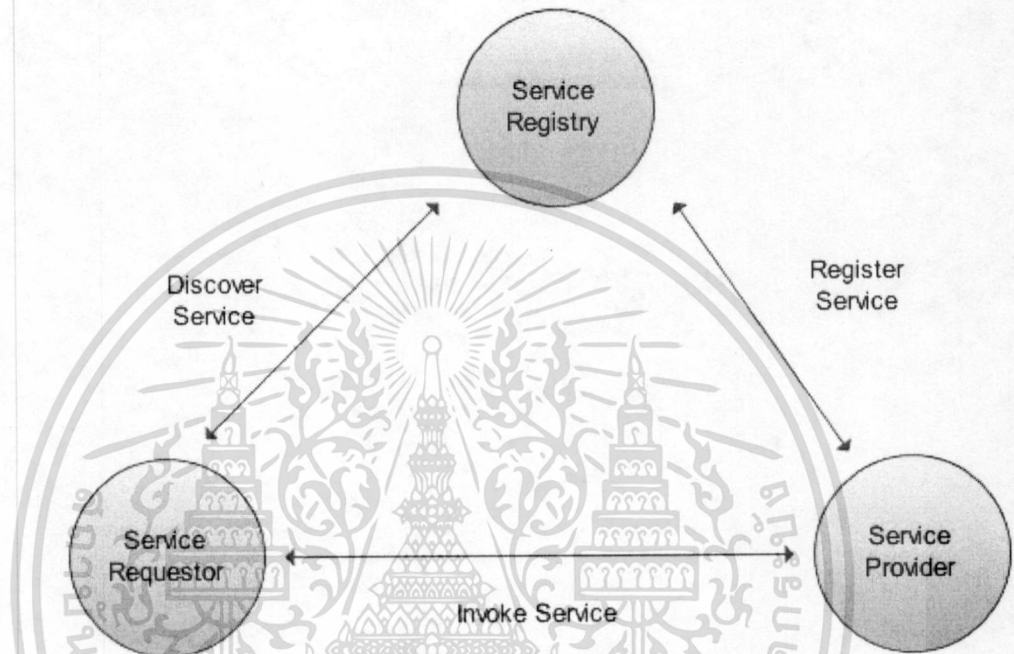 Service
Registry
Discover
Service
Register
Service
Service
Requestor
Service
Provider
Invoke Service